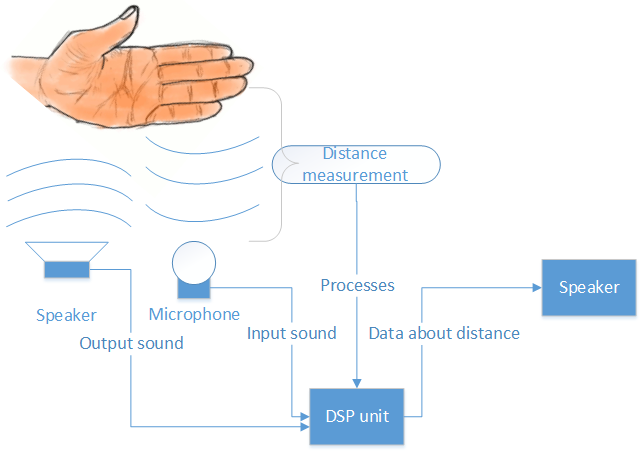 Distance
measurement
Processes
Speaker
Speaker
Microphone
Output sound
Input sound
Data about distance
DSP unit